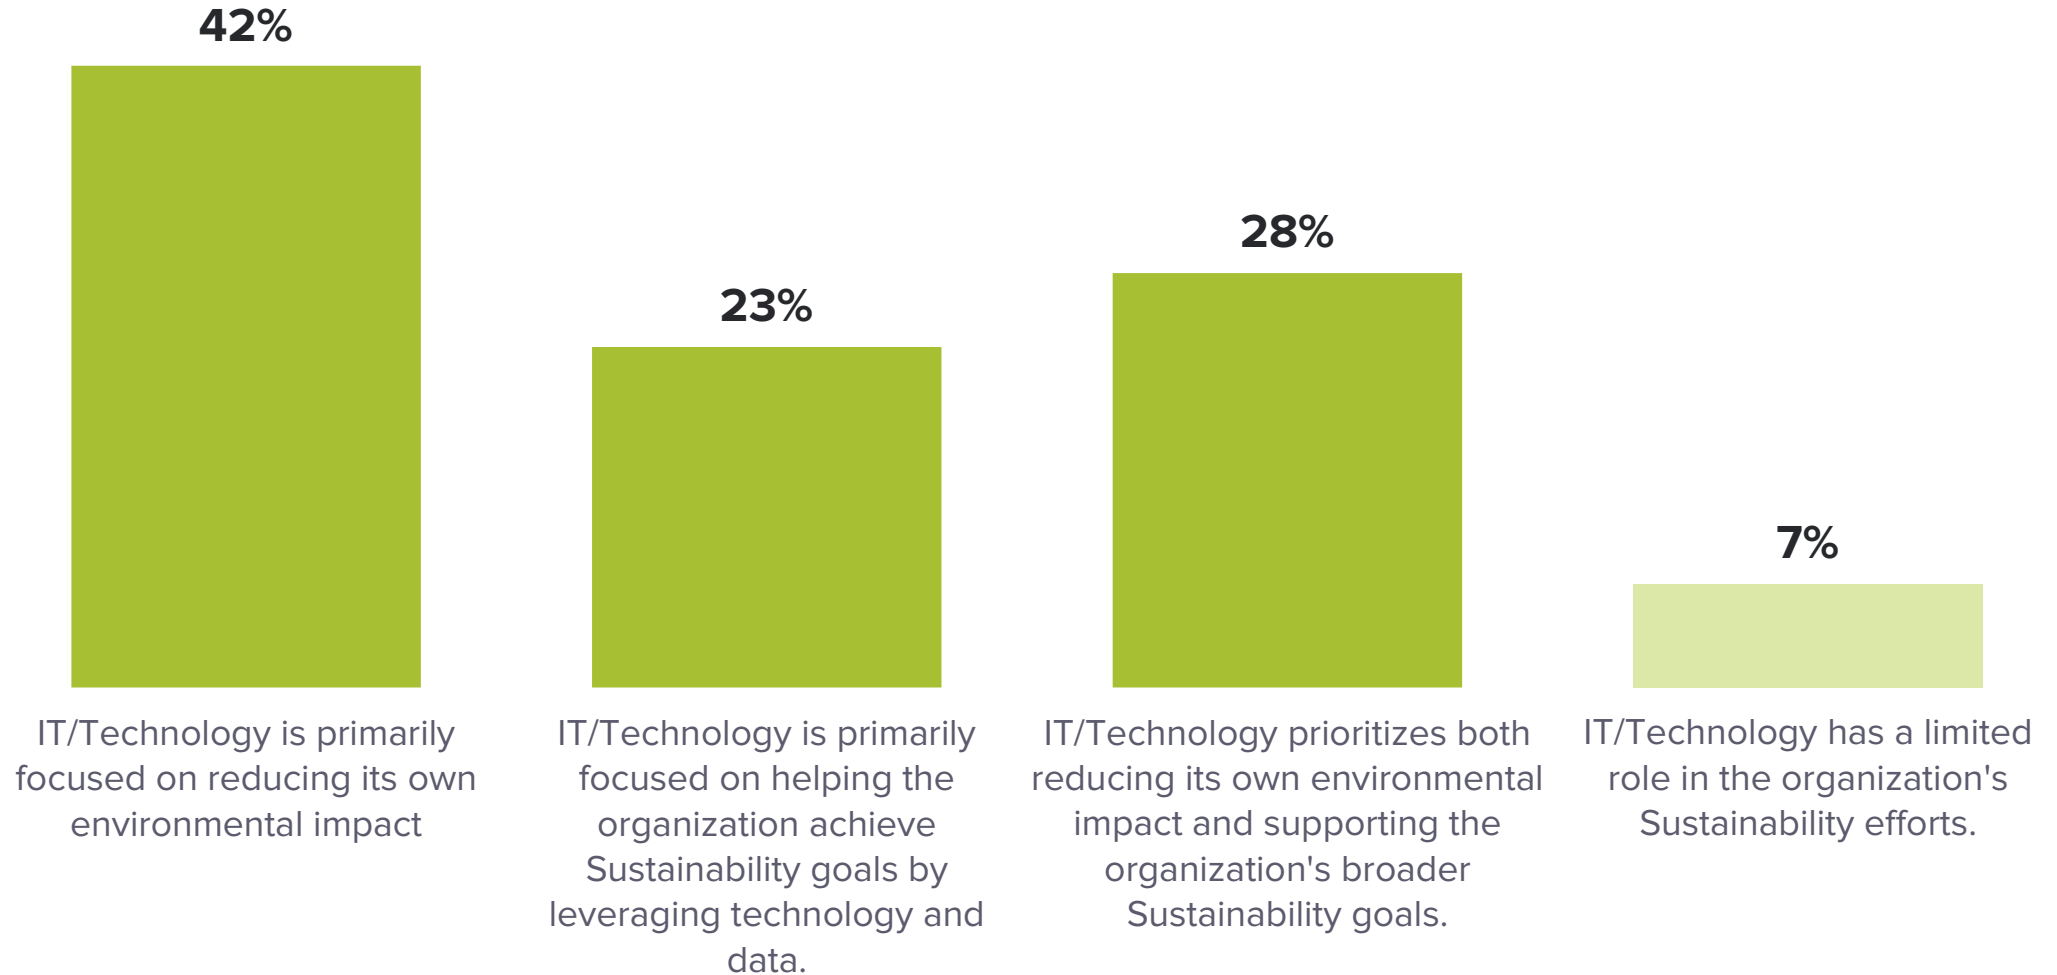 42%
IT/Technology is primarily
focused on reducing its own
environmental impact
23%
IT/Technology is primarily
focused on helping the
organization achieve
Sustainability goals by
leveraging technology and
data.
28%
IT/Technology prioritizes both
reducing its own environmental
impact and supporting the
organization's broader
Sustainability goals.
7%
IT/Technology has a limited
role in the organization's
Sustainability efforts.